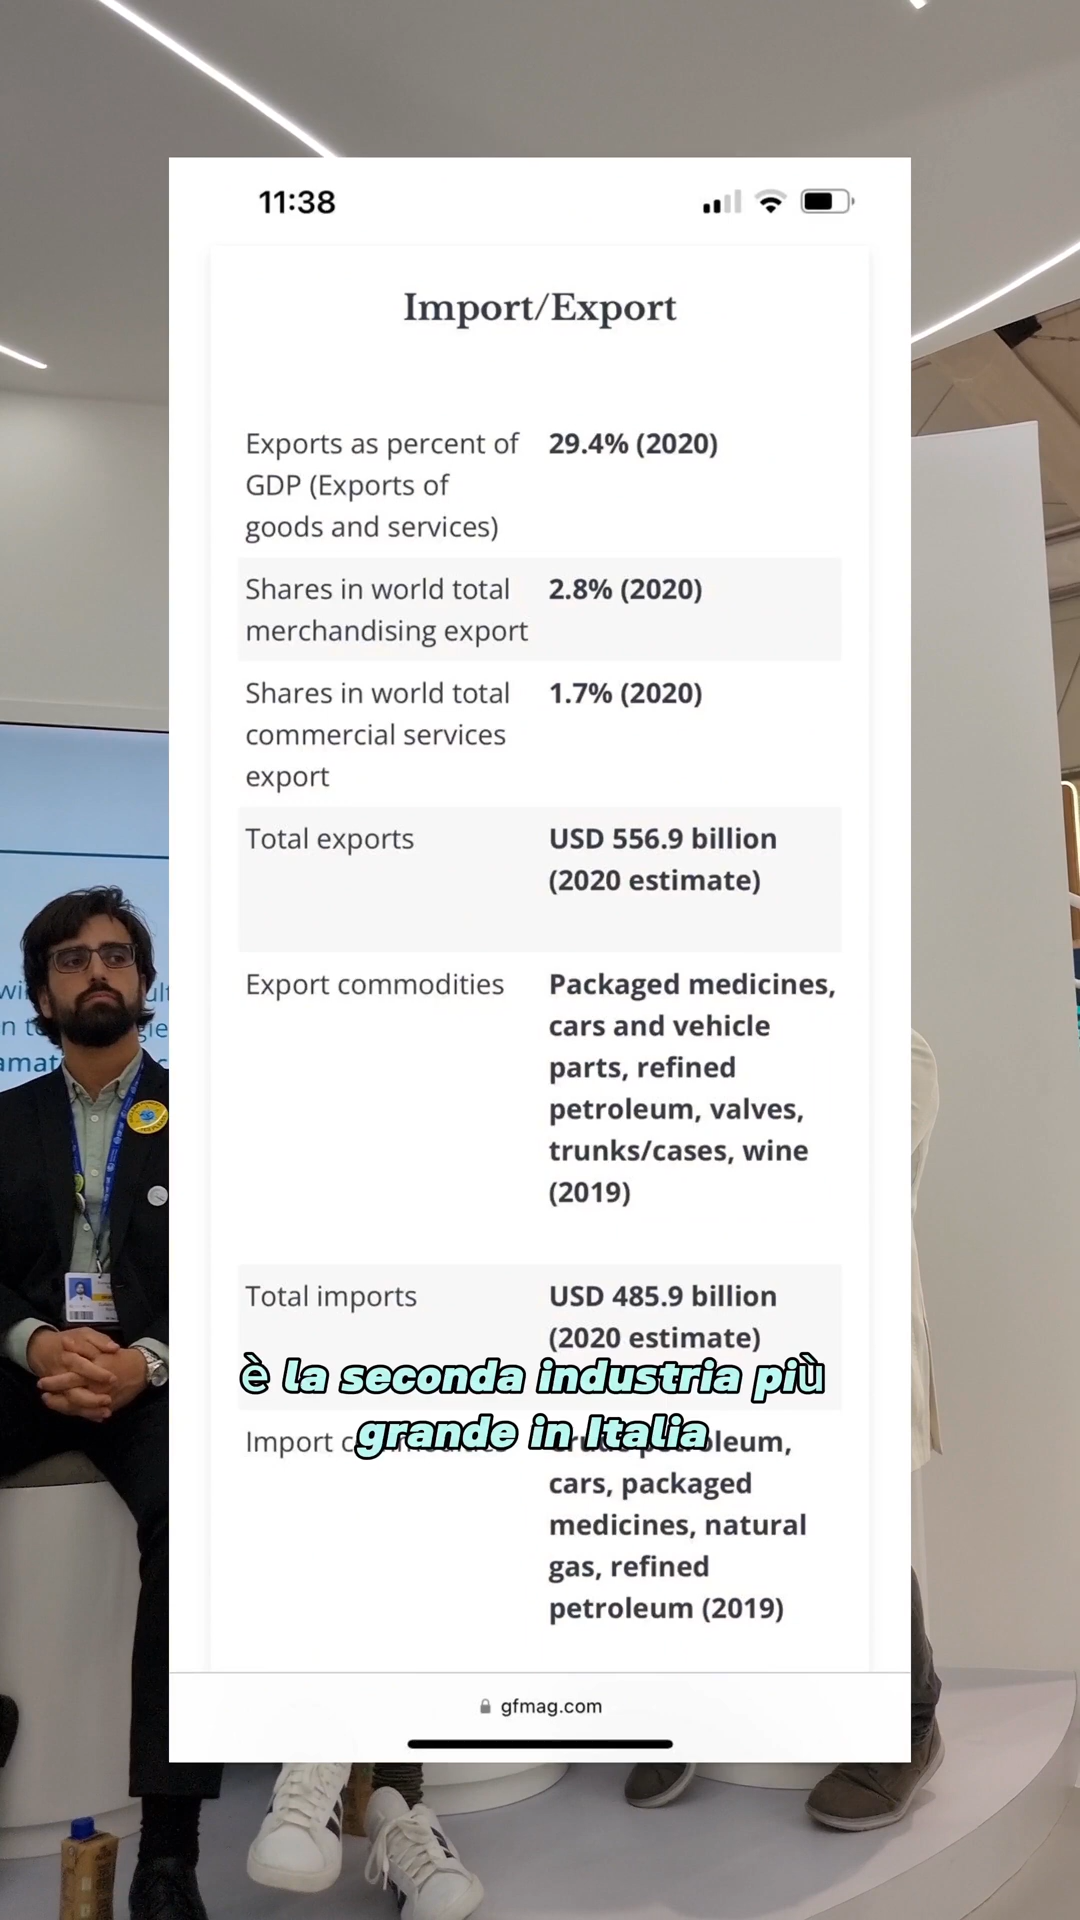 11:38
Import/Export
Exports as percent of
GDP (Exports of
goods and services)
29.4% (2020)
Shares in world total
merchandising export
2.8% (2020)
Shares in world total
commercial services
export
1.7% (2020)
Total exports
USD 556.9 billion
(2020 estimate)
Export commodities
Packaged medicines,
cars and vehicle
parts, refined
petroleum, valves,
trunks/cases, wine
(2019)
Total imports
USD 485.9 billion
(2020 estimate)
è la seconda industria più
grande in Italia
Import
cars, packaged
medicines, natural
gas, refined
petroleum (2019)
gfmag.com